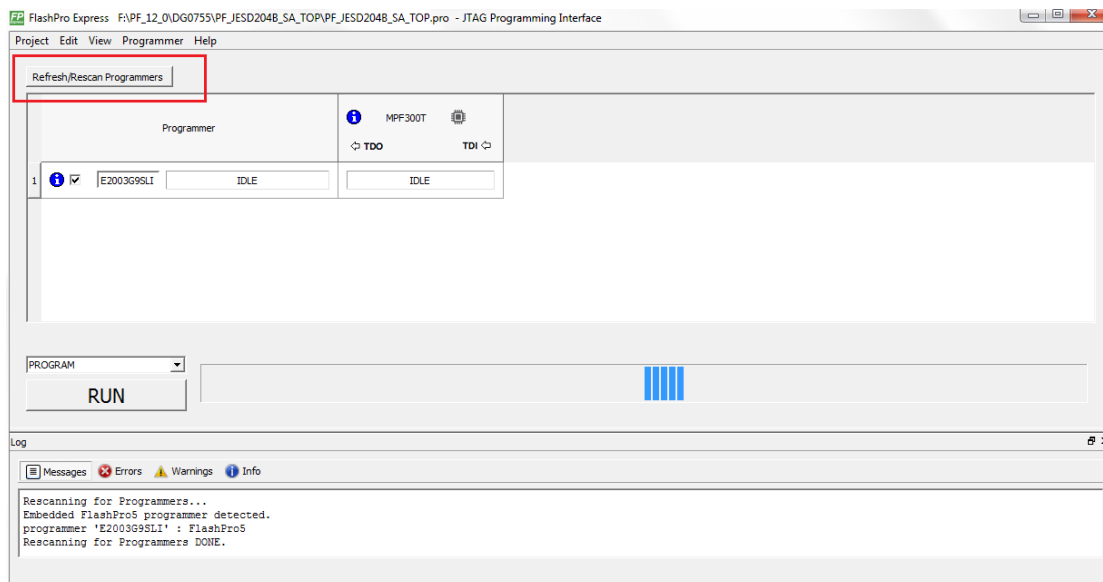 FP FlashPro Express F:\PF_12_0\DG0755\PF_JESD204B_SA_TOP\PF_JESD204B_SA_TOP.pro - JTAG Programming Interface
Project Edit View Programmer Help
Refresh/Rescan Programmers
Programmer
MPF300T
TDO TDI
1 E2003G9SLI IDLE IDLE
PROGRAM
RUN
Log
Messages Errors Warnings Info
Rescanning for Programmers...
Embedded FlashPro5 programmer detected.
programmer 'E2003G9SLI' : FlashPro5
Rescanning for Programmers DONE.